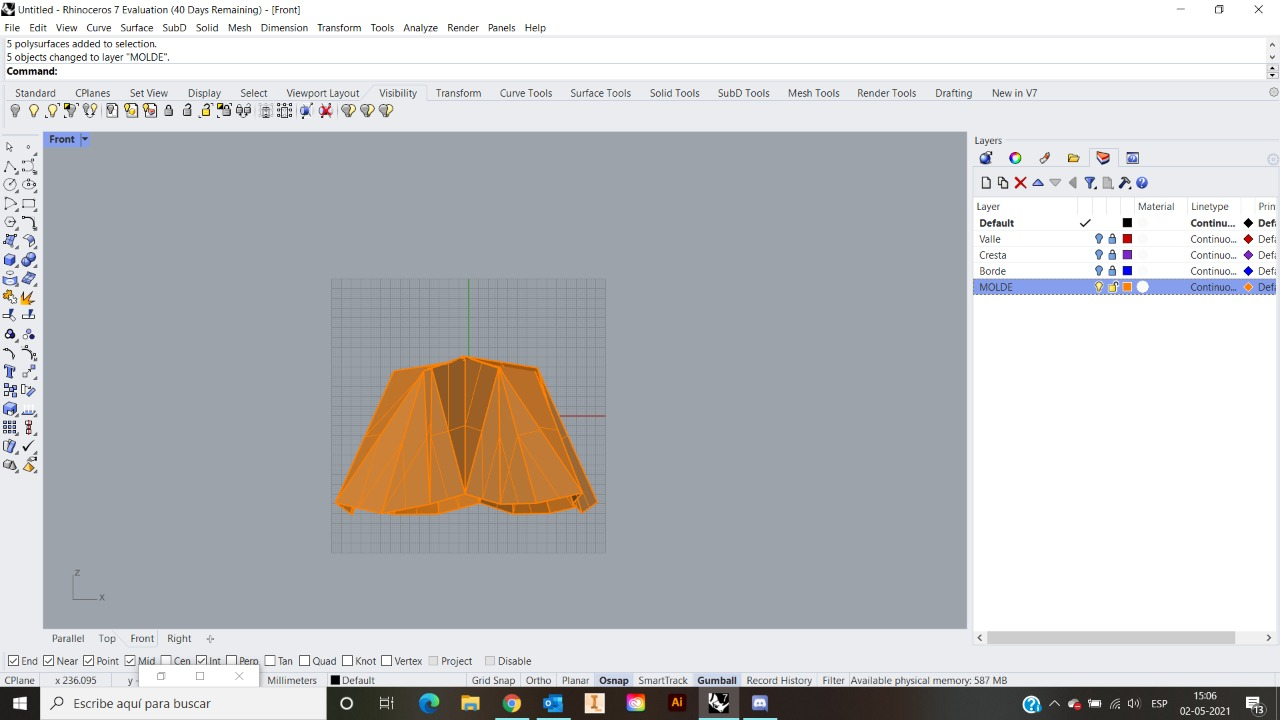 Untitled - Rhinoceros 7 Evaluation (40 Days Remaining) - [Front]
File Edit View Curve Surface SubD Solid Mesh Dimension Transform Tools Analyze Render Panels Help
5 polysurfaces added to selection.
5 objects changed to layer "MOLDE".
Command:
Standard CPlanes Set View Display Select Viewport Layout Visibility Transform Curve Tools Surface Tools Solid Tools SubD Tools Mesh Tools Render Tools Drafting New in V7
Front
Layers
Layer Material Linetype Prin
Default Continu... Def
Valle Continuo... Defa
Cresta Continuo... Defa
Borde Continuo... Defa
MOLDE Continuo... Defa
z
x
Parallel Top Front Right
End Near Point Mid Cen Int Perp Tan Quad Knot Vertex Project Disable
CPlane x 236.095 y Millimeters Default Grid Snap Ortho Planar Osnap SmartTrack Gumball Record History Filter Available physical memory: 587 MB
Escribe aquí para buscar
Ai
7
ESP
15:06
02-05-2021
13